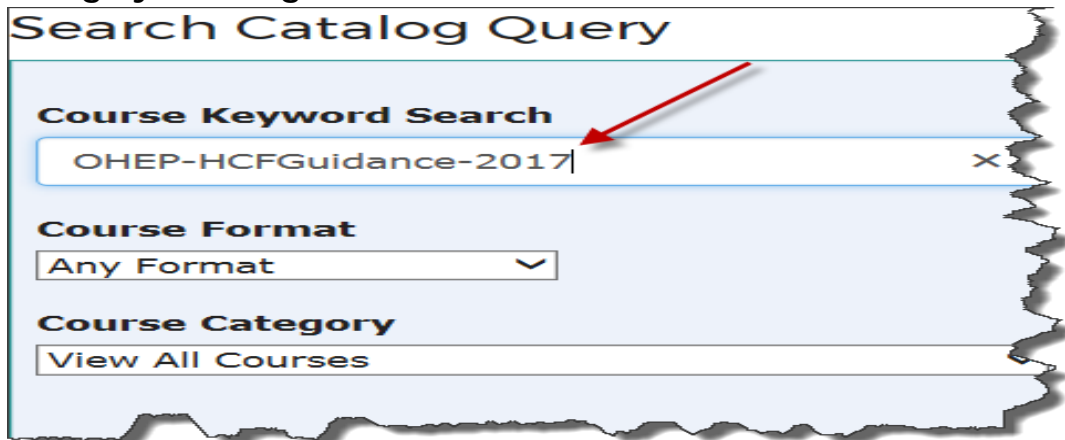 Search Catalog Query
Course Keyword Search
OHEP-HCFGuidance-2017
Course Format
Any Format
Course Category
View All Courses